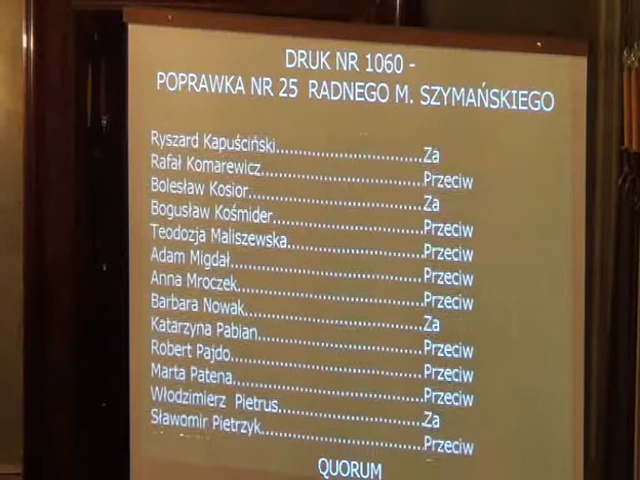 DRUK NR 1060 -
POPRAWKA NR 25 RADNEGO M. SZYMAŃSKIEGO
Ryszard Kapuściński..............................Za
Rafał Komarewicz.................................Przeciw
Bolesław Kosior...................................Za
Bogusław Kośmider..............................Przeciw
Teodozja Maliszewska...........................Przeciw
Adam Migdał.......................................Przeciw
Anna Mroczek.....................................Przeciw
Barbara Nowak....................................Za
Katarzyna Pabian.................................Przeciw
Robert Pajdo.......................................Przeciw
Marta Patena.......................................Przeciw
Włodzimierz Pietrus..............................Za
Sławomir Pietrzyk................................Przeciw
QUORUM